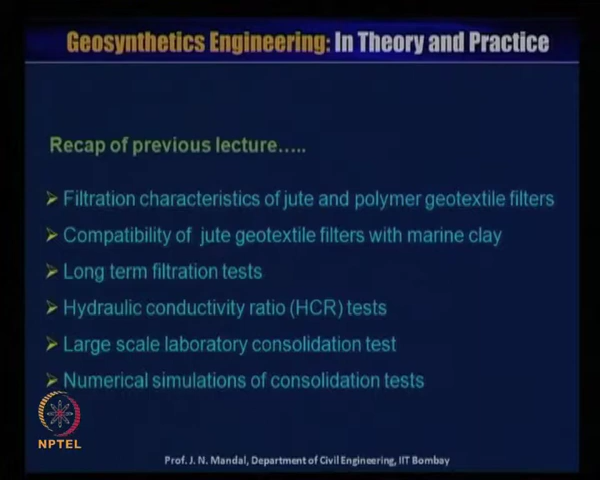 Geosynthetics Engineering: In Theory and Practice
Recap of previous lecture.....
Filtration characteristics of jute and polymer geotextile filters
Compatibility of jute geotextile filters with marine clay
Long term filtration tests
Hydraulic conductivity ratio (HCR) tests
Large scale laboratory consolidation test
Numerical simulations of consolidation tests
NPTEL
Prof. J. N. Mandal, Department of Civil Engineering, IIT Bombay